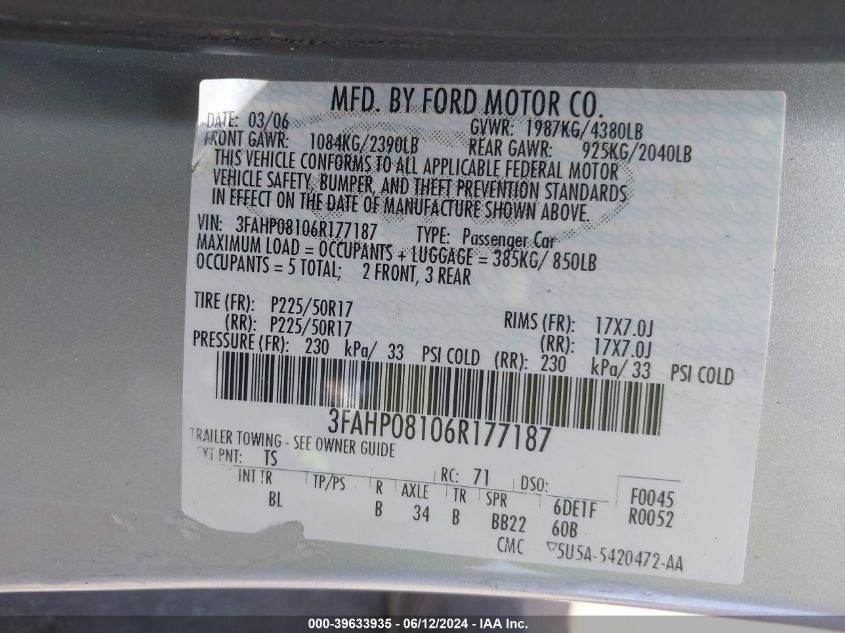 MFD. BY FORD MOTOR CO.
DATE: 03/06 GVWR: 1987KG/4380LB
FRONT GAWR: 1084KG/2390LB REAR GAWR: 925KG/2040LB
THIS VEHICLE CONFORMS TO ALL APPLICABLE FEDERAL MOTOR
VEHICLE SAFETY, BUMPER, AND THEFT PREVENTION STANDARDS
IN EFFECT ON THE DATE OF MANUFACTURE SHOWN ABOVE.
VIN: 3FAHP08106R177187 TYPE: Passenger Car
MAXIMUM LOAD = OCCUPANTS + LUGGAGE = 385KG/ 850LB
OCCUPANTS = 5 TOTAL; 2 FRONT, 3 REAR
TIRE (FR): P225/50R17 RIMS (FR): 17X7.0J
(RR): P225/50R17 (RR): 17X7.0J
PRESSURE (FR): 230 kPa/ 33 PSI COLD (RR): 230 kPa/ 33 PSI COLD
3FAHP08106R177187
TRAILER TOWING - SEE OWNER GUIDE
EXT PNT: TS RC: 71 DSO:
INT TR TP/PS R AXLE TR SPR 6DE1F F0045
BL B 34 B BB22 60B R0052
CMC 5U5A-5420472-AA
000-39633935 - 06/12/2024 - © IAA, Inc.